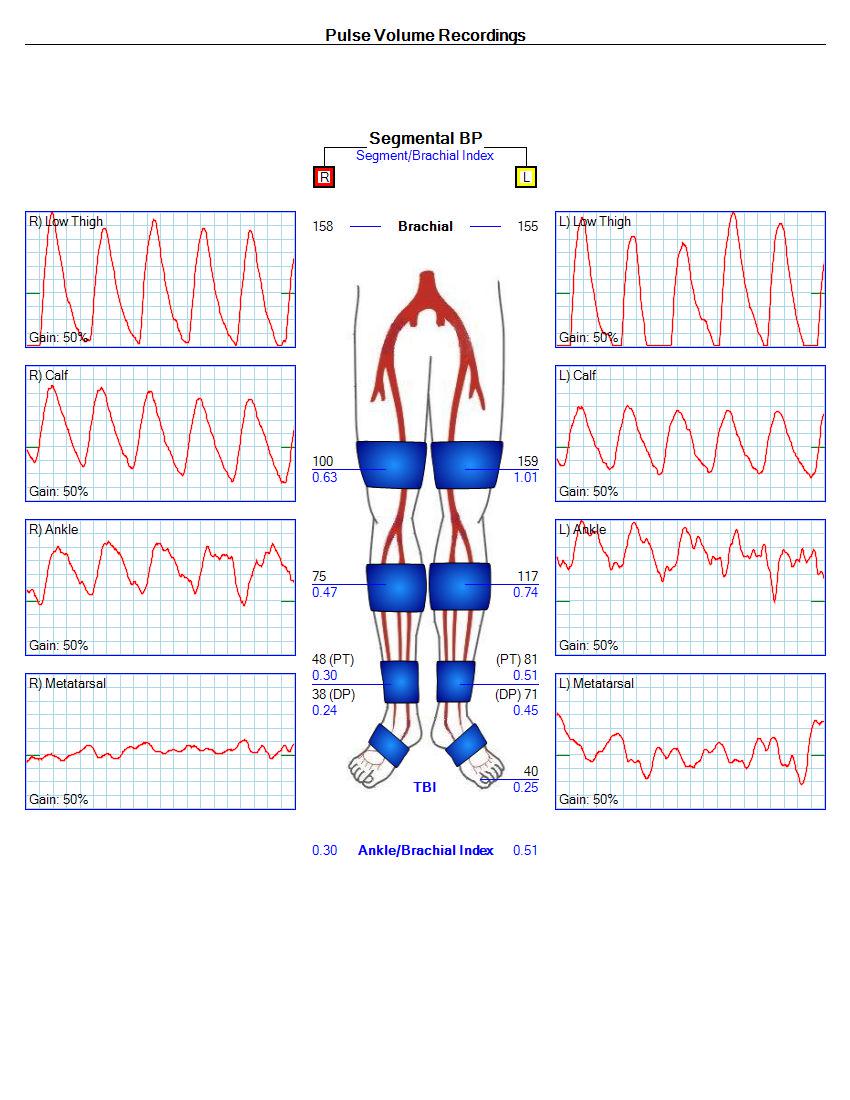 Pulse Volume Recordings
Segmental BP
Segment/Brachial Index
R
L
R) Low Thigh
Gain: 50%
158 Brachial 155
L) Low Thigh
Gain: 50%
R) Calf
Gain: 50%
100
0.63
159
1.01
L) Calf
Gain: 50%
R) Ankle
Gain: 50%
75
0.47
117
0.74
L) Ankle
Gain: 50%
R) Metatarsal
Gain: 50%
48 (PT)
0.30
38 (DP)
0.24
(PT) 81
0.51
(DP) 71
0.45
L) Metatarsal
Gain: 50%
TBI
40
0.25
0.30 Ankle/Brachial Index 0.51